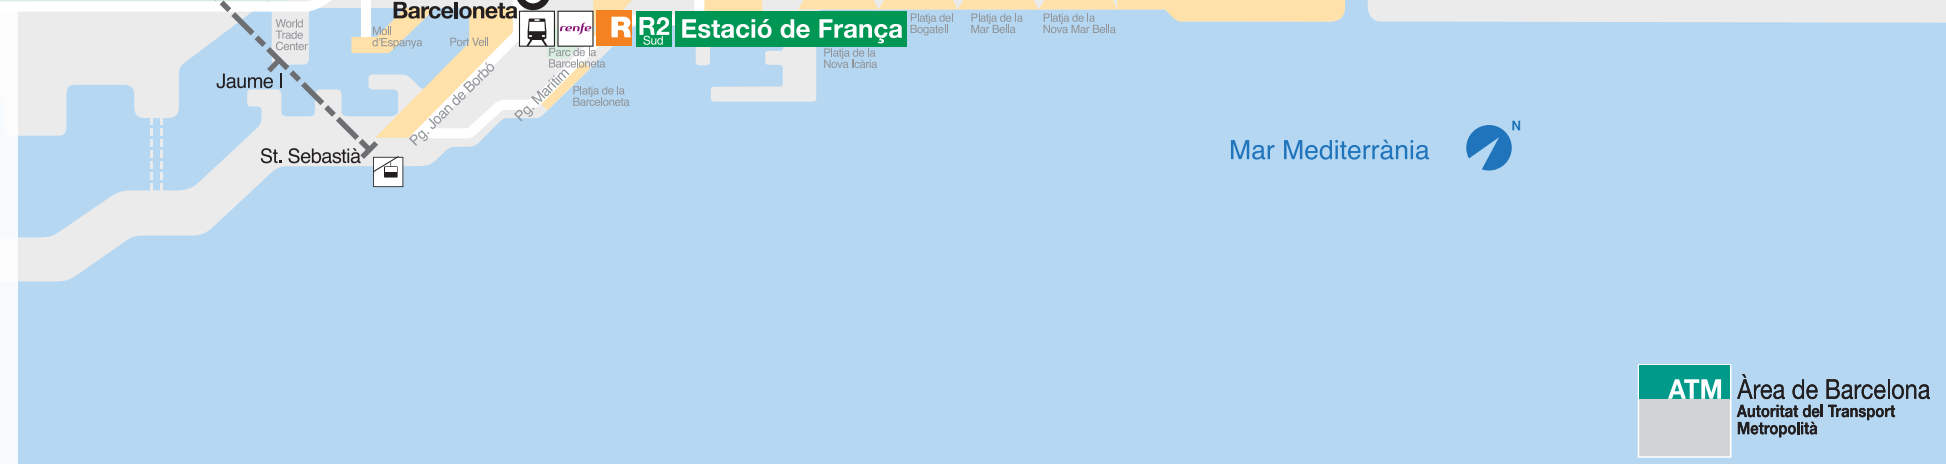 Barceloneta
renfe
R
R2
Sud
Estació de França
World
Trade
Center
Moll
d'Espanya
Port Vell
Parc de la
Barceloneta
Platja del
Bogatell
Platja de la
Mar Bella
Platja de la
Nova Mar Bella
Platja de la
Nova Icària
Jaume I
Pg. Joan de Borbó
Pg. Marítim
Platja de la
Barceloneta
St. Sebastià
Mar Mediterrània
N
ATM
Àrea de Barcelona
Autoritat del Transport
Metropolità